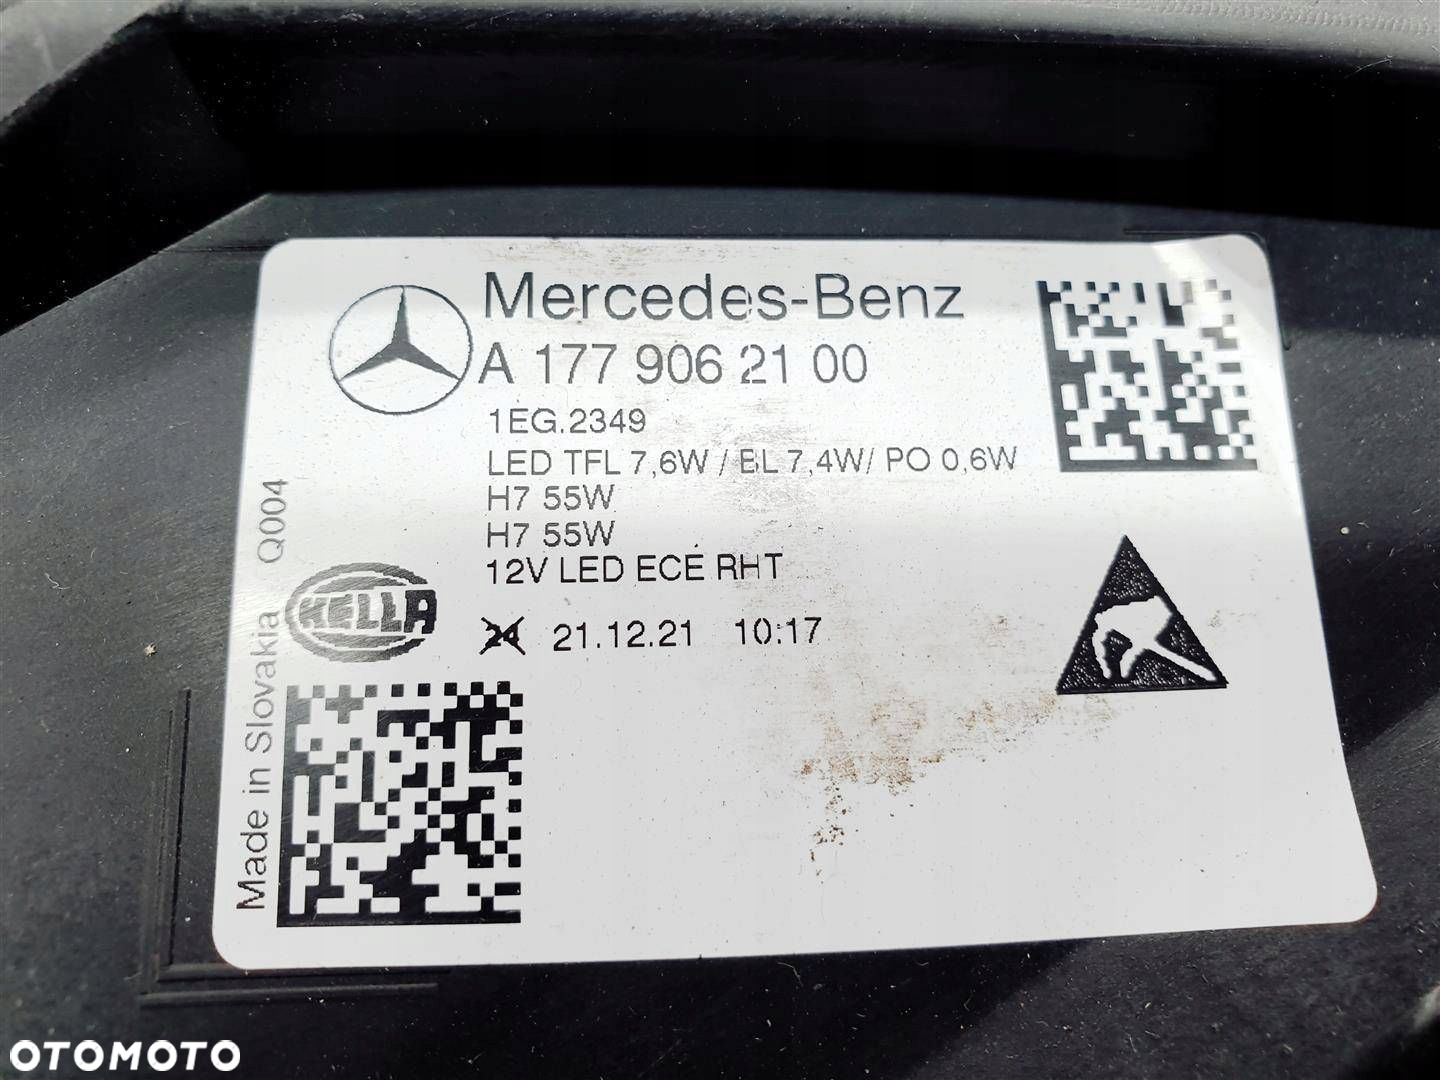 Mercedes-Benz
A 177 906 21 00
1EG.2349
LED TFL 7,6W / BL 7,4W/ PO 0,6W
H7 55W
H7 55W
12V LED ECE RHT
HELLA
24 21.12.21 10:17
Made in Slovakia Q004
OTOMOTO